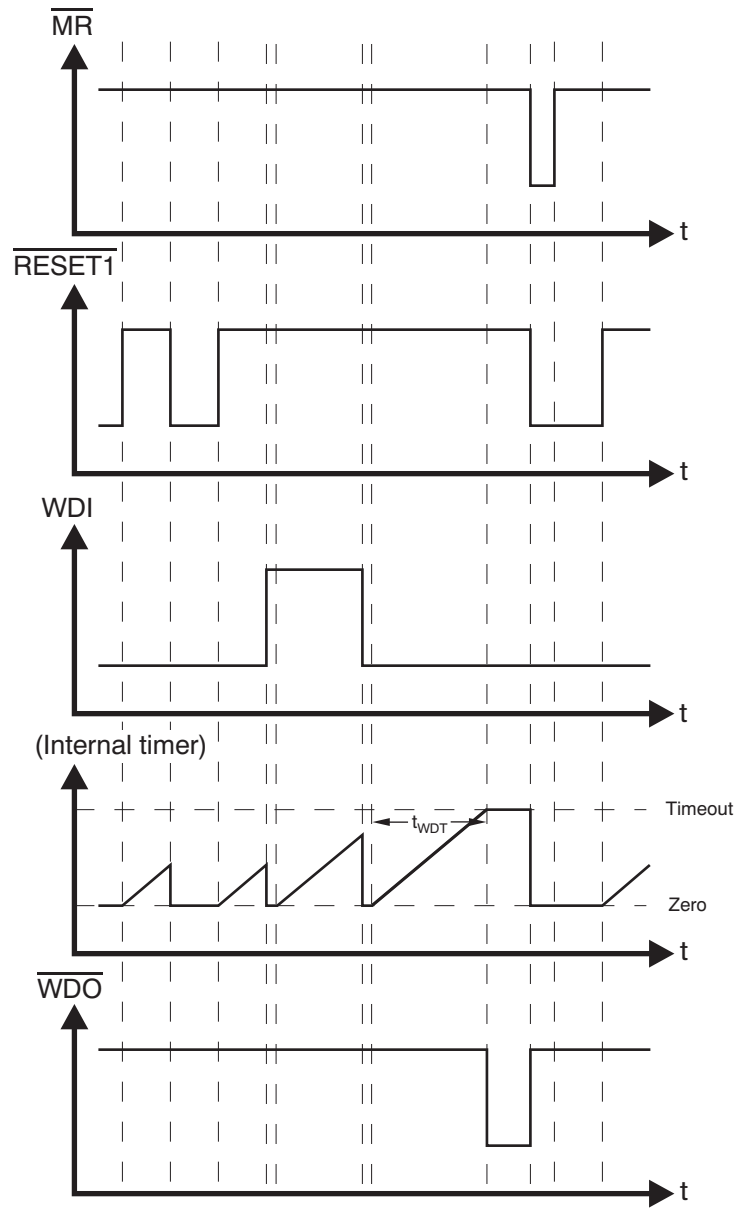 MR
t
RESET1
t
WDI
t
(Internal timer)
Timeout
tWDT
Zero
t
WDO
t